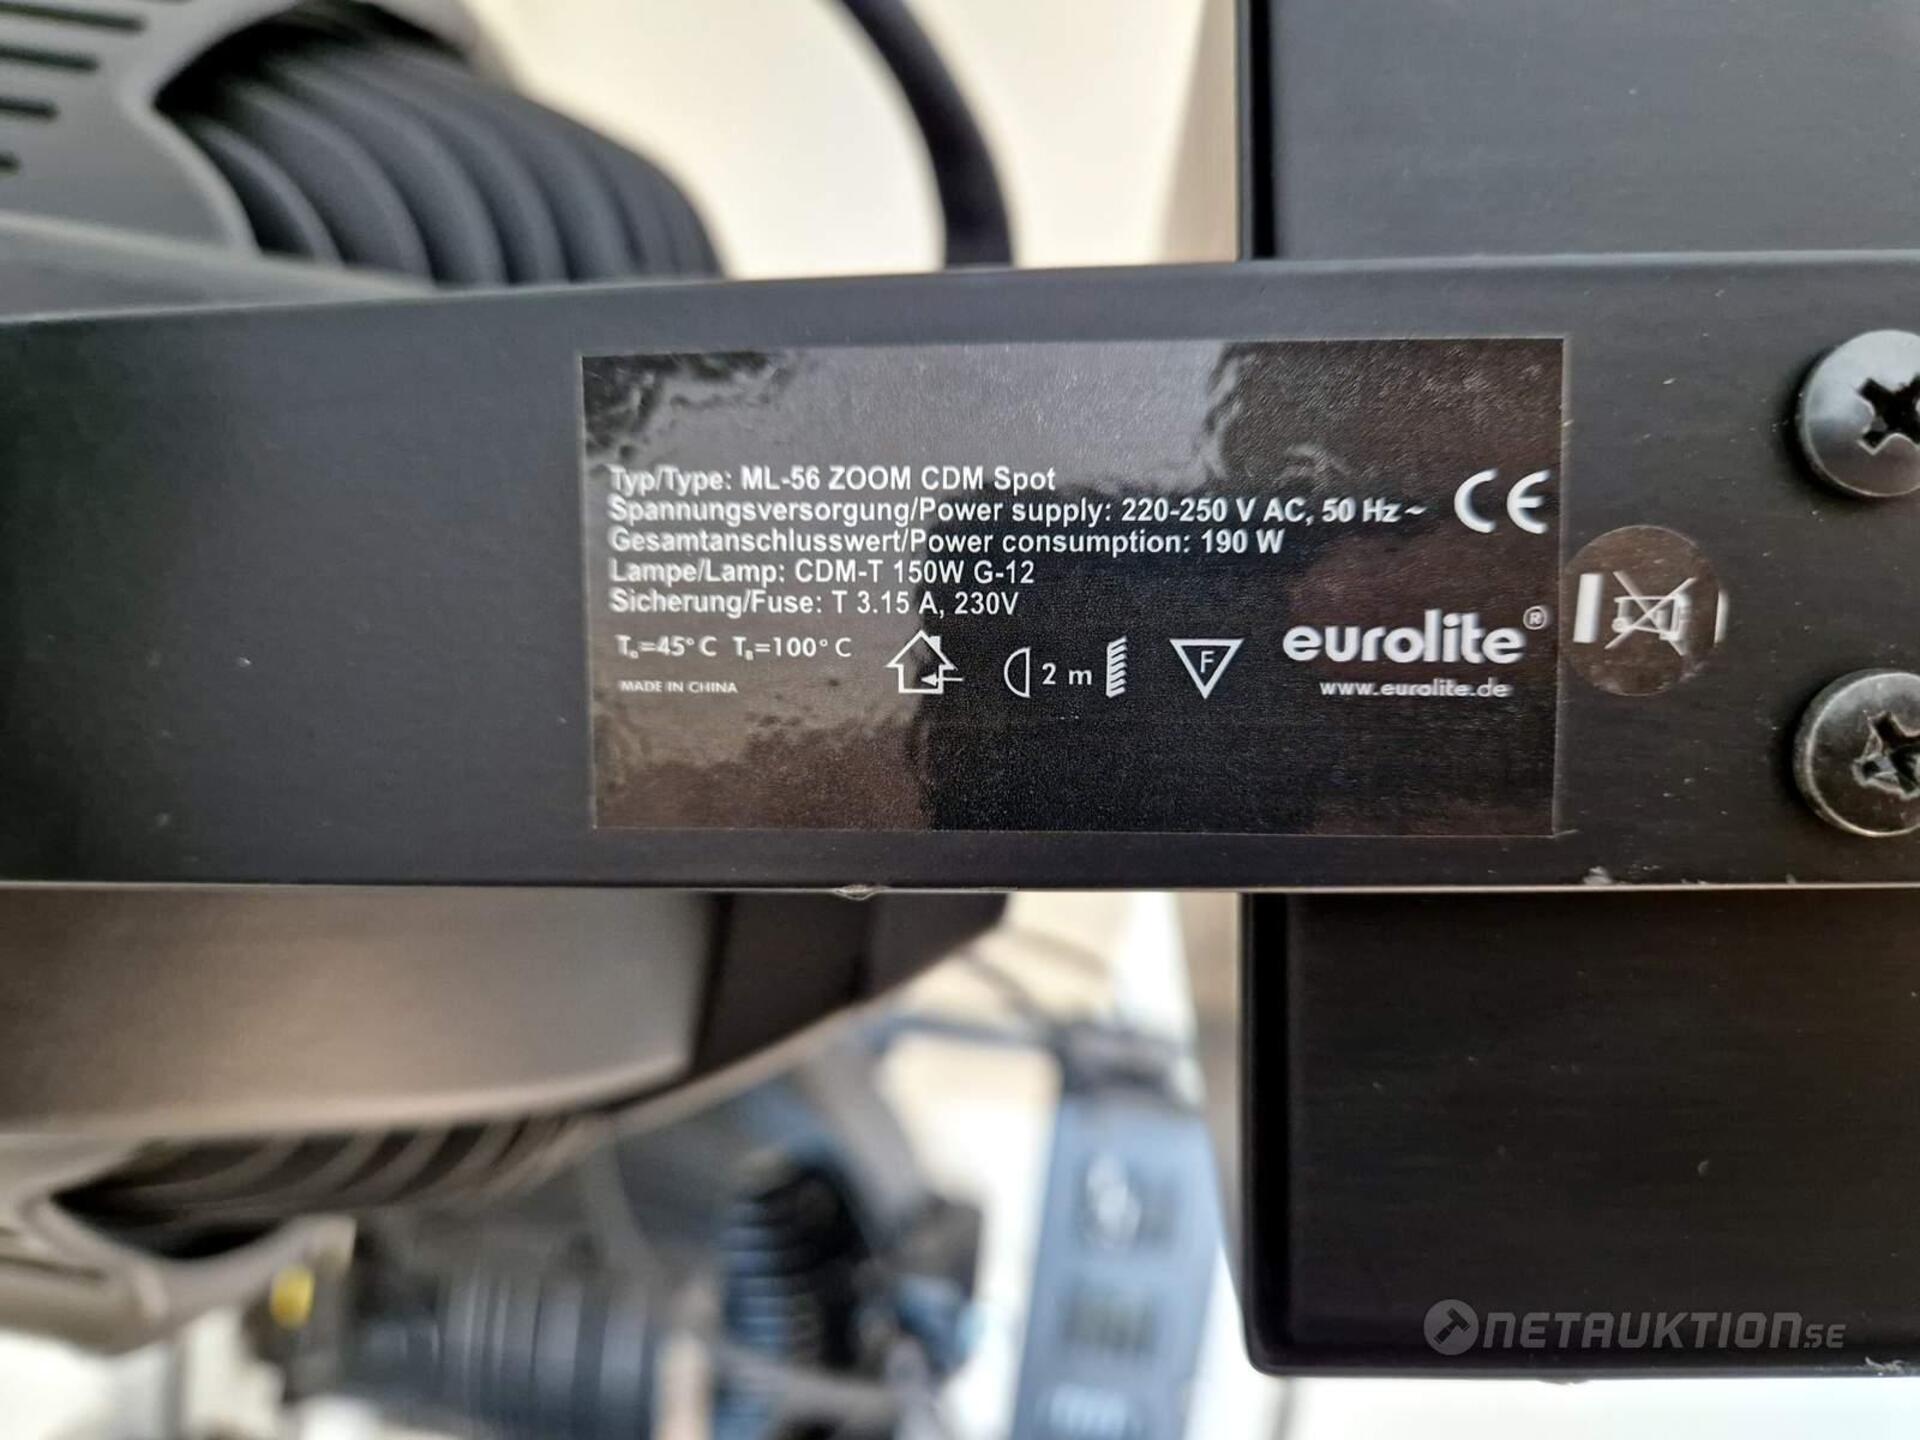 Typ/Type: ML-56 ZOOM CDM Spot
Spannungsversorgung/Power supply: 220-250 V AC, 50 Hz ~
Gesamtanschlusswert/Power consumption: 190 W
Lampe/Lamp: CDM-T 150W G-12
Sicherung/Fuse: T 3.15 A, 230V
CE
Ta=45° C TB=100° C
2 m
F
eurolite®
MADE IN CHINA
www.eurolite.de
NETAUKTION.SE